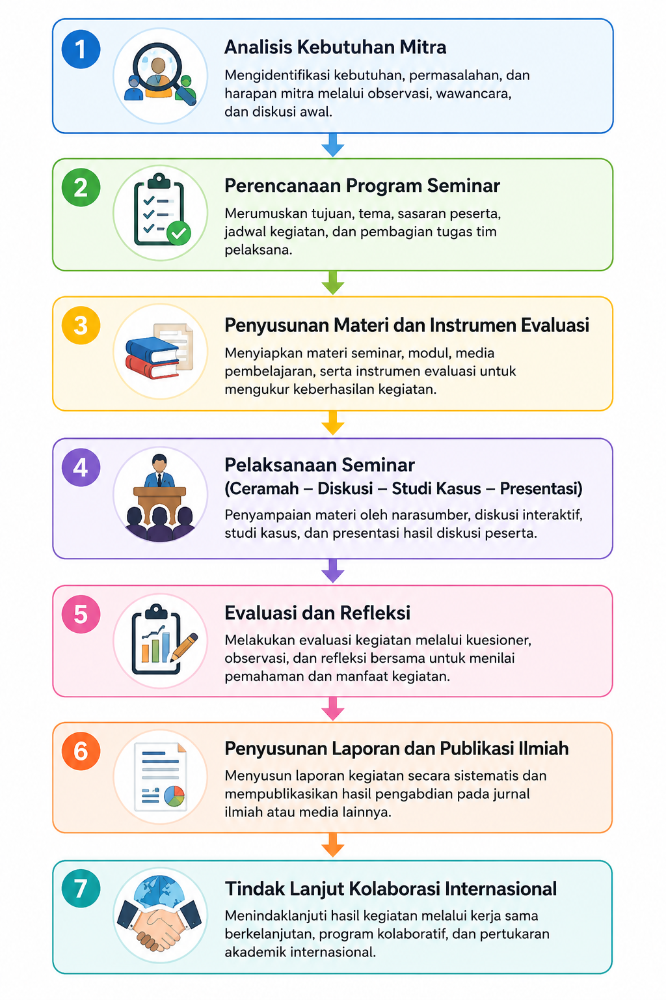 1
Analisis Kebutuhan Mitra
Mengidentifikasi kebutuhan, permasalahan, dan
harapan mitra melalui observasi, wawancara,
dan diskusi awal.
2
Perencanaan Program Seminar
Merumuskan tujuan, tema, sasaran peserta,
jadwal kegiatan, dan pembagian tugas tim
pelaksana.
3
Penyusunan Materi dan Instrumen Evaluasi
Menyiapkan materi seminar, modul, media
pembelajaran, serta instrumen evaluasi untuk
mengukur keberhasilan kegiatan.
4
Pelaksanaan Seminar
(Ceramah – Diskusi – Studi Kasus – Presentasi)
Penyampaian materi oleh narasumber, diskusi interaktif,
studi kasus, dan presentasi hasil diskusi peserta.
5
Evaluasi dan Refleksi
Melakukan evaluasi kegiatan melalui kuesioner,
observasi, dan refleksi bersama untuk menilai
pemahaman dan manfaat kegiatan.
6
Penyusunan Laporan dan Publikasi Ilmiah
Menyusun laporan kegiatan secara sistematis dan
mempublikasikan hasil pengabdian pada jurnal
ilmiah atau media lainnya.
7
Tindak Lanjut Kolaborasi Internasional
Menindaklanjuti hasil kegiatan melalui kerja sama
berkelanjutan, program kolaboratif, dan pertukaran
akademik internasional.